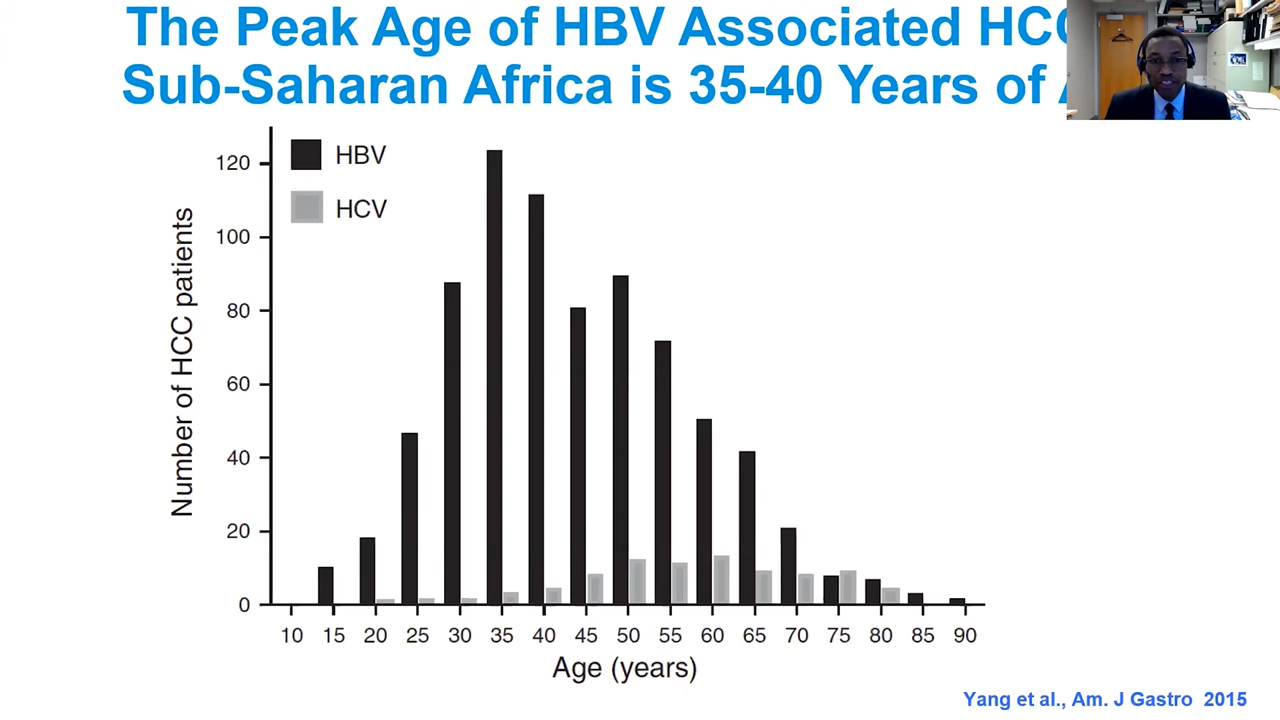 The Peak Age of HBV Associated
Sub-Saharan Africa is 35-40 Years of
HBV
HCV
Number of HCC patients
120
100
80
60
40
20
0
10 15 20 25 30 35 40 45 50 55 60 65 70 75 80 85 90
Age (years)
Yang et al., Am. J Gastro 2015